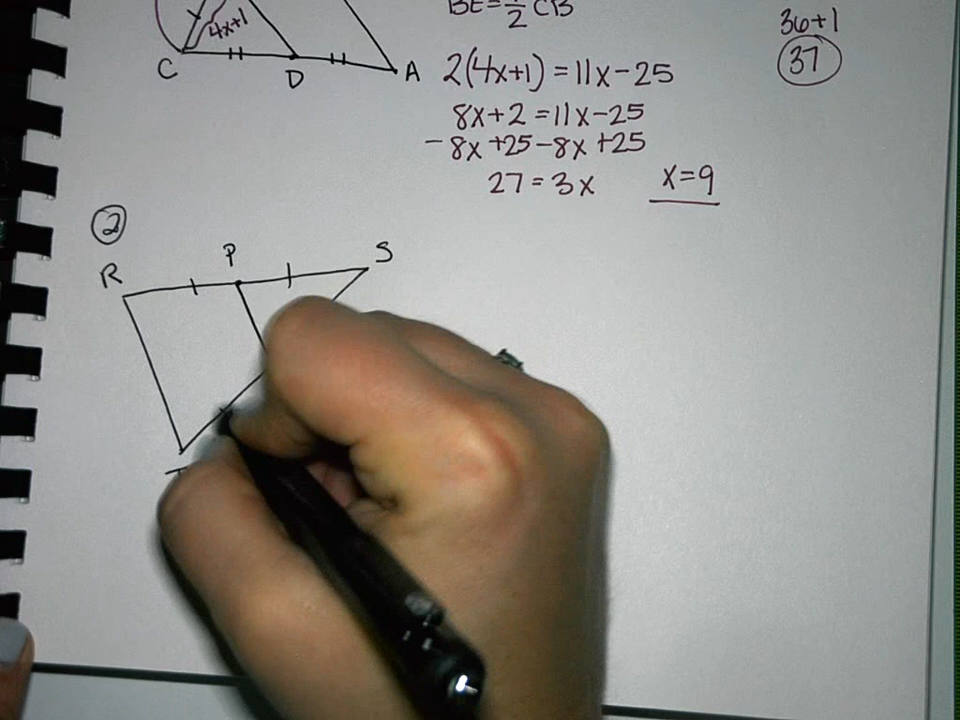 4x+1
C
D
A
BE=1/2 CB
2(4x+1)=11x-25
8x+2=11x-25
-8x+25-8x+25
27=3x
x=9
36+1
37
2
R
P
S